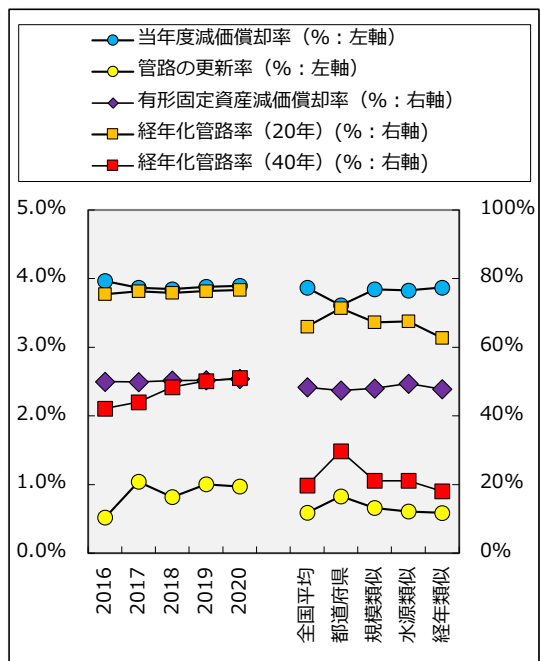 当年度減価償却率（%：左軸）
管路の更新率（%：左軸）
有形固定資産減価償却率（%：右軸）
経年化管路率（20年）(%：右軸)
経年化管路率（40年）(%：右軸)
5.0%
4.0%
3.0%
2.0%
1.0%
0.0%
100%
80%
60%
40%
20%
0%
2016
2017
2018
2019
2020
全国平均
都道府県
規模類似
水源類似
経年類似